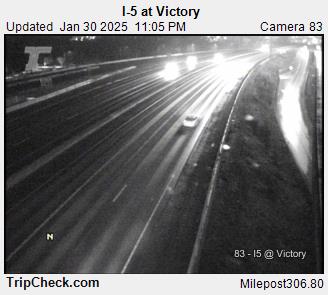 I-5 at Victory
Updated Jan 30 2025 11:05 PM Camera 83
N
83 - I5 @ Victory
TripCheck.com Milepost306.80